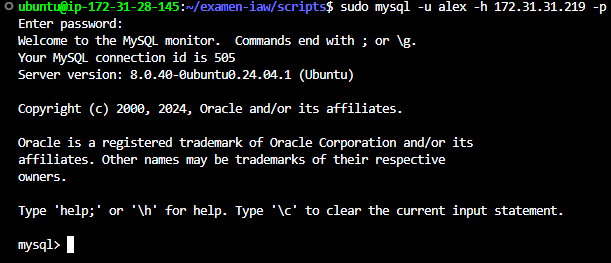 ubuntu@ip-172-31-28-145:~/examen-iaw/scripts$ sudo mysql -u alex -h 172.31.31.219 -p
Enter password:
Welcome to the MySQL monitor.  Commands end with ; or \g.
Your MySQL connection id is 505
Server version: 8.0.40-0ubuntu0.24.04.1 (Ubuntu)
Copyright (c) 2000, 2024, Oracle and/or its affiliates.
Oracle is a registered trademark of Oracle Corporation and/or its
affiliates. Other names may be trademarks of their respective
owners.
Type 'help;' or '\h' for help. Type '\c' to clear the current input statement.
mysql>